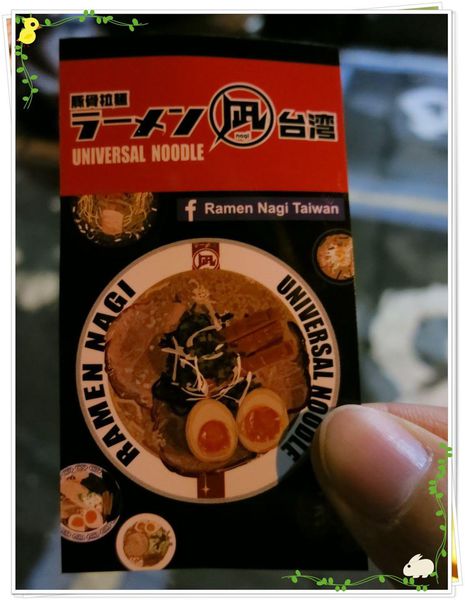 豚骨拉麵
ラーメン 凪 台湾
nagi
UNIVERSAL NOODLE
f Ramen Nagi Taiwan
凪
RAMEN NAGI
UNIVERSAL NOODLE